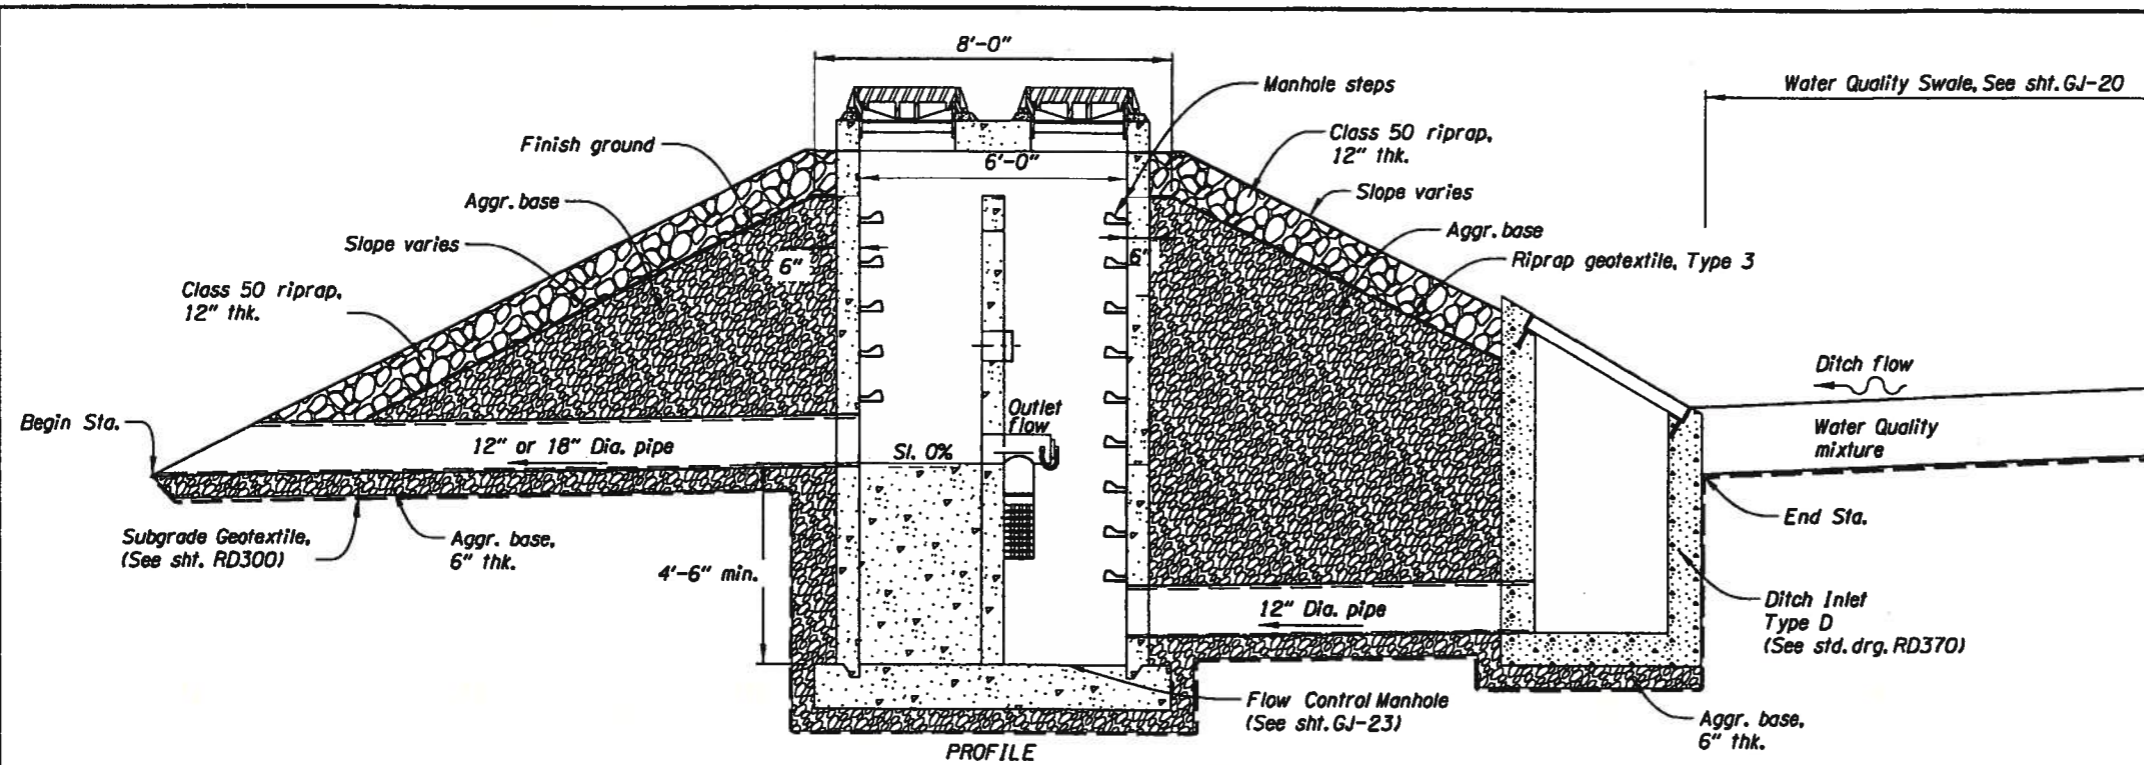 8'-0"
Manhole steps
Water Quality Swale, See sht. GJ-20
Class 50 riprap,
12" thk.
Finish ground
6'-0"
Slope varies
Aggr. base
Aggr. base
Slope varies
Riprap geotextile, Type 3
6"
6"
Class 50 riprap,
12" thk.
Ditch flow
Outlet
flow
Begin Sta.
Water Quality
mixture
12" or 18" Dia. pipe
Sl. 0%
End Sta.
Subgrade Geotextile,
(See sht. RD300)
Aggr. base,
6" thk.
4'-6" min.
12" Dia. pipe
Ditch Inlet
Type D
(See std. drg. RD370)
Flow Control Manhole
(See sht. GJ-23)
Aggr. base,
6" thk.
PROFILE